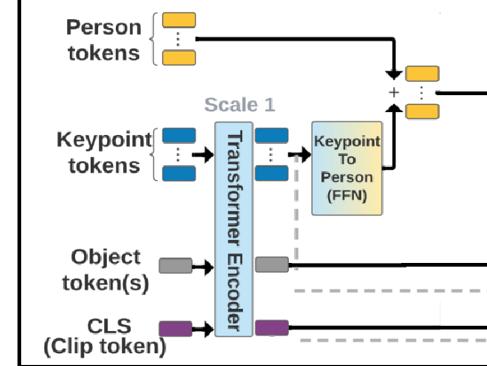 Person
tokens
+
Scale 1
Keypoint
tokens
Transformer Encoder
Keypoint
To
Person
(FFN)
Object
token(s)
CLS
(Clip token)